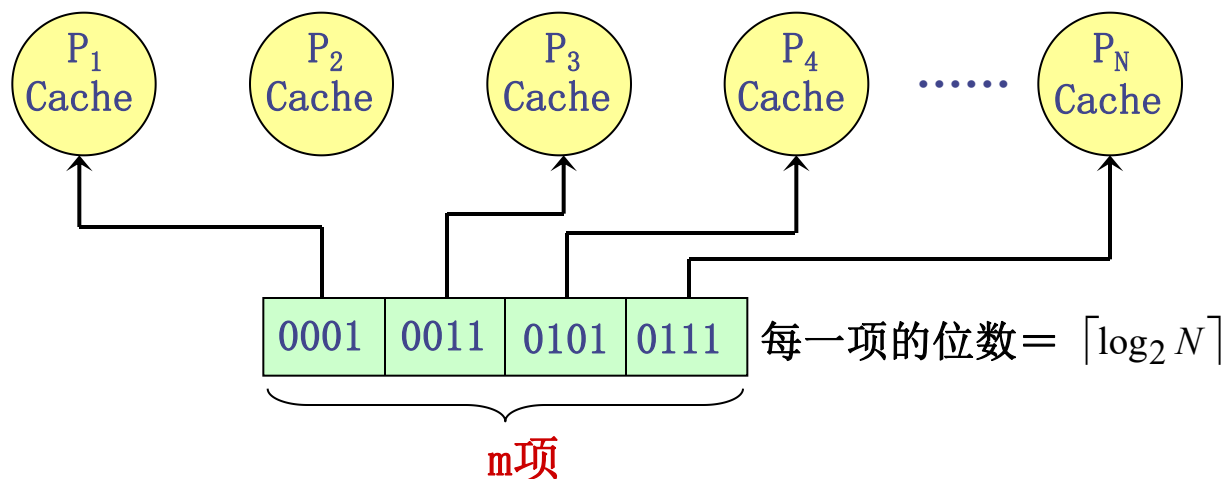 P₁ Cache
P₂ Cache
P₃ Cache
P₄ Cache
······
P_N Cache
0001 0011 0101 0111
每一项的位数＝ ⌈log₂ N⌉
m项